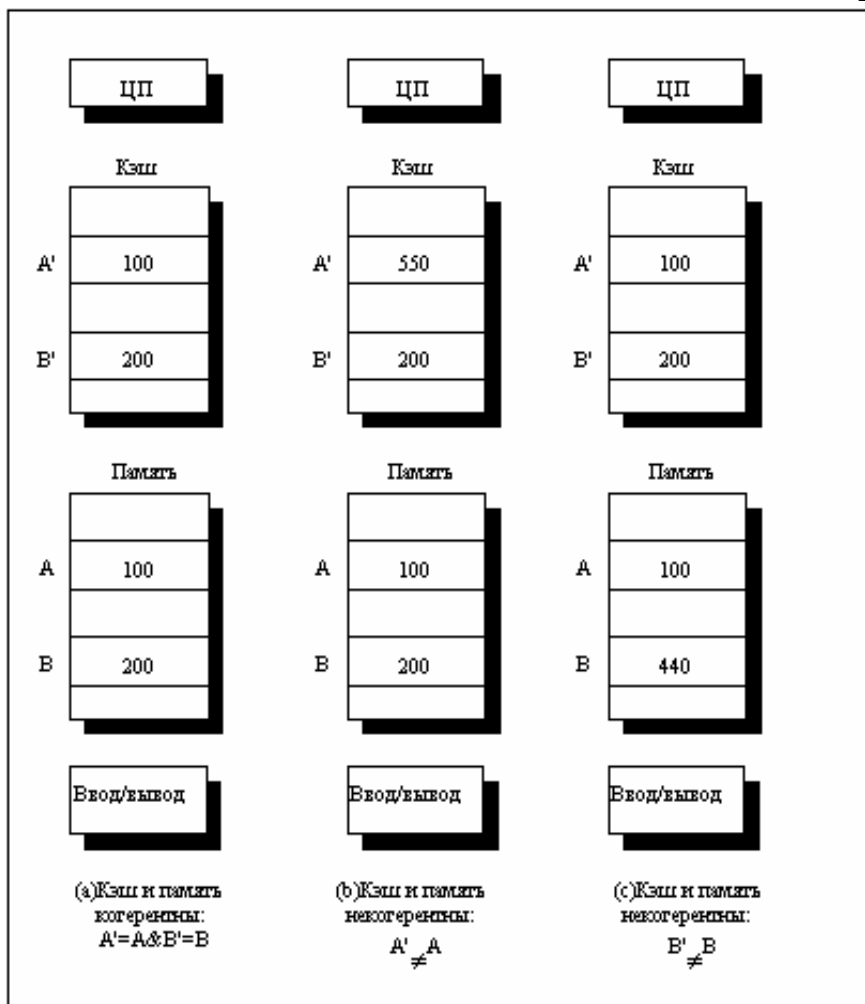 ЦП
Кэш
A' 100
B' 200
Память
A 100
B 200
Ввод/вывод
(a)Кэш и память
когерентны:
A'=A&B'=B
ЦП
Кэш
A' 550
B' 200
Память
A 100
B 200
Ввод/вывод
(b)Кэш и память
некогерентны:
A'≠A
ЦП
Кэш
A' 100
B' 200
Память
A 100
B 440
Ввод/вывод
(c)Кэш и память
некогерентны:
B'≠B